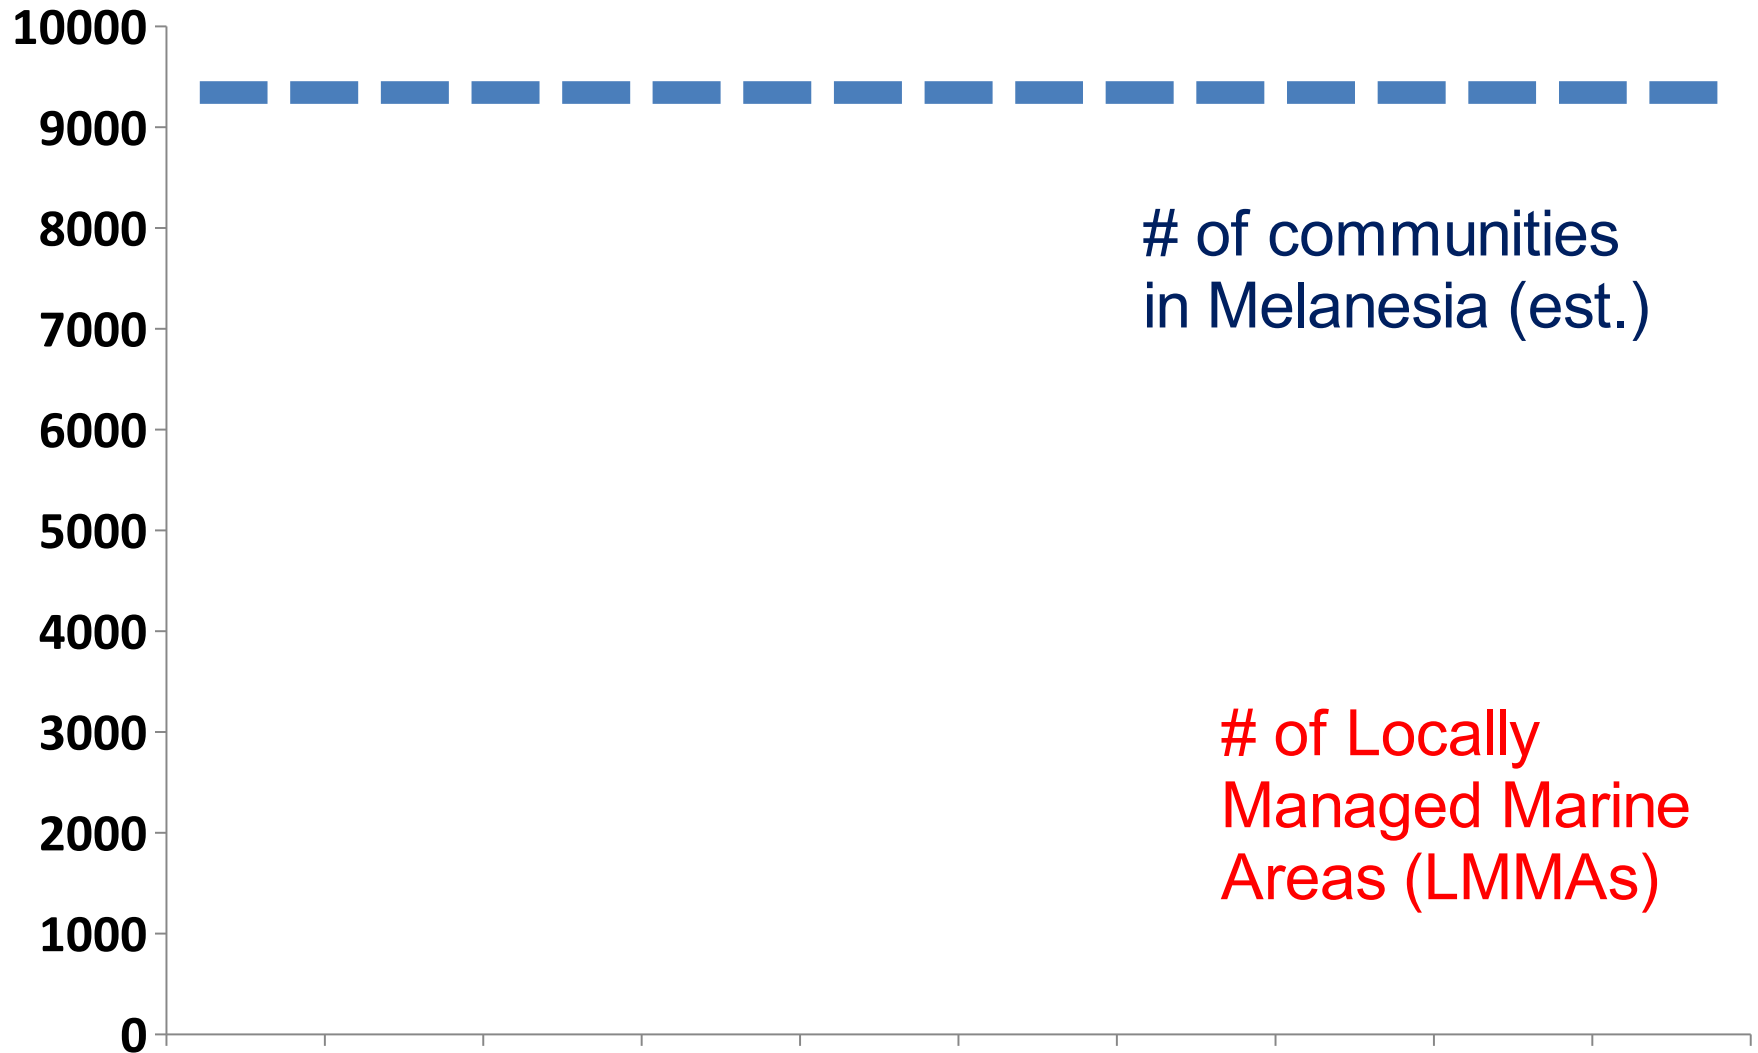 10000
9000
8000
# of communities
in Melanesia (est.)
7000
6000
5000
4000
3000
# of Locally
Managed Marine
Areas (LMMAs)
2000
1000
0